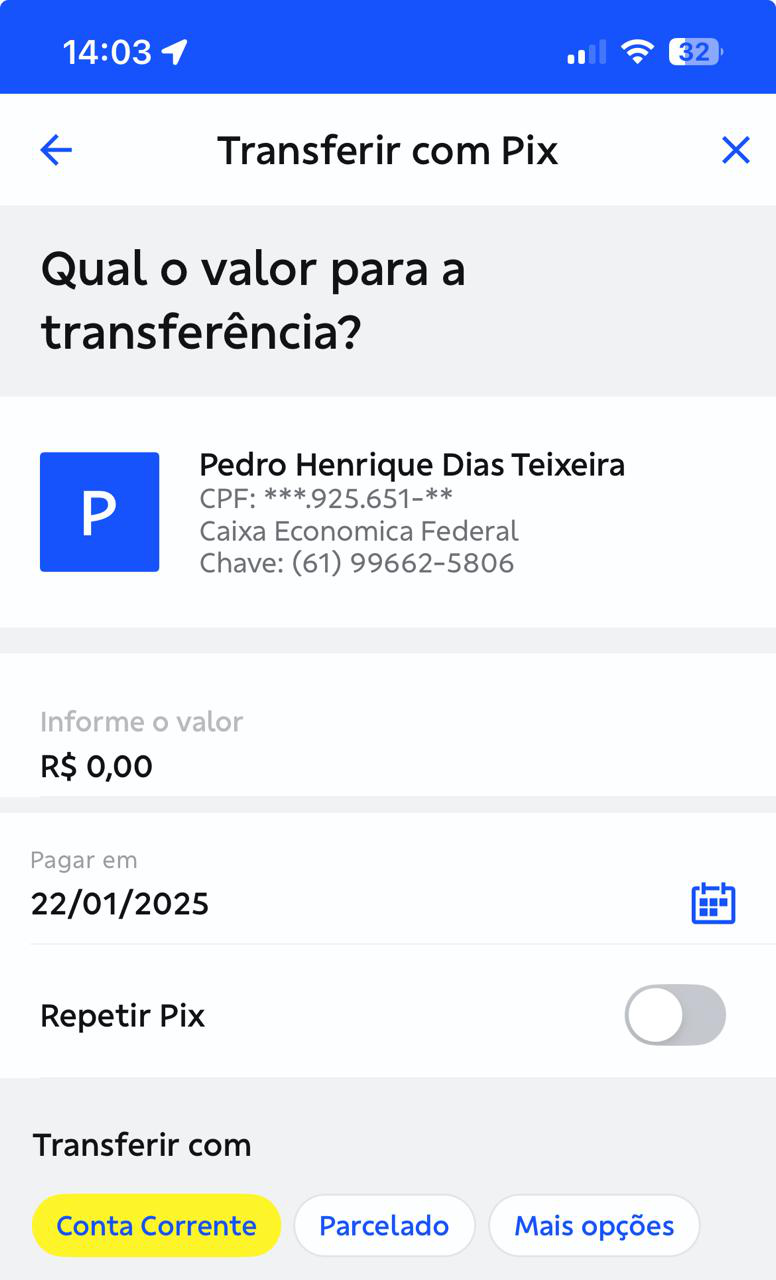 14:03
32
Transferir com Pix
Qual o valor para a
transferência?
P
Pedro Henrique Dias Teixeira
CPF: ***.925.651-**
Caixa Economica Federal
Chave: (61) 99662-5806
Informe o valor
R$ 0,00
Pagar em
22/01/2025
Repetir Pix
Transferir com
Conta Corrente
Parcelado
Mais opções